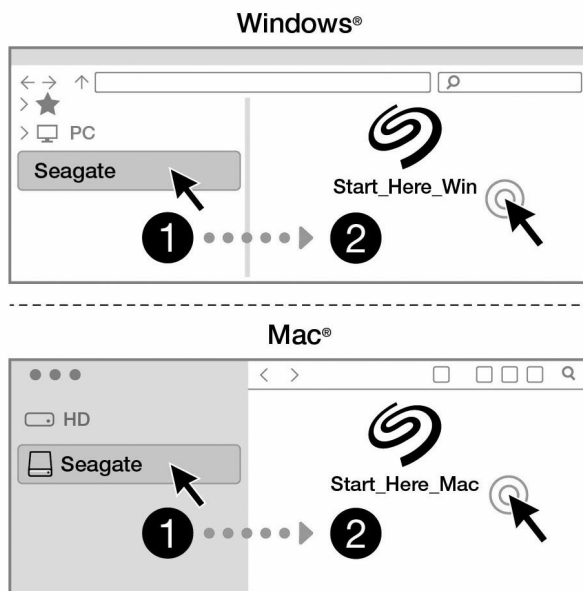 Windows®
PC
Seagate
Start_Here_Win
1
2
Mac®
HD
Seagate
Start_Here_Mac
1
2